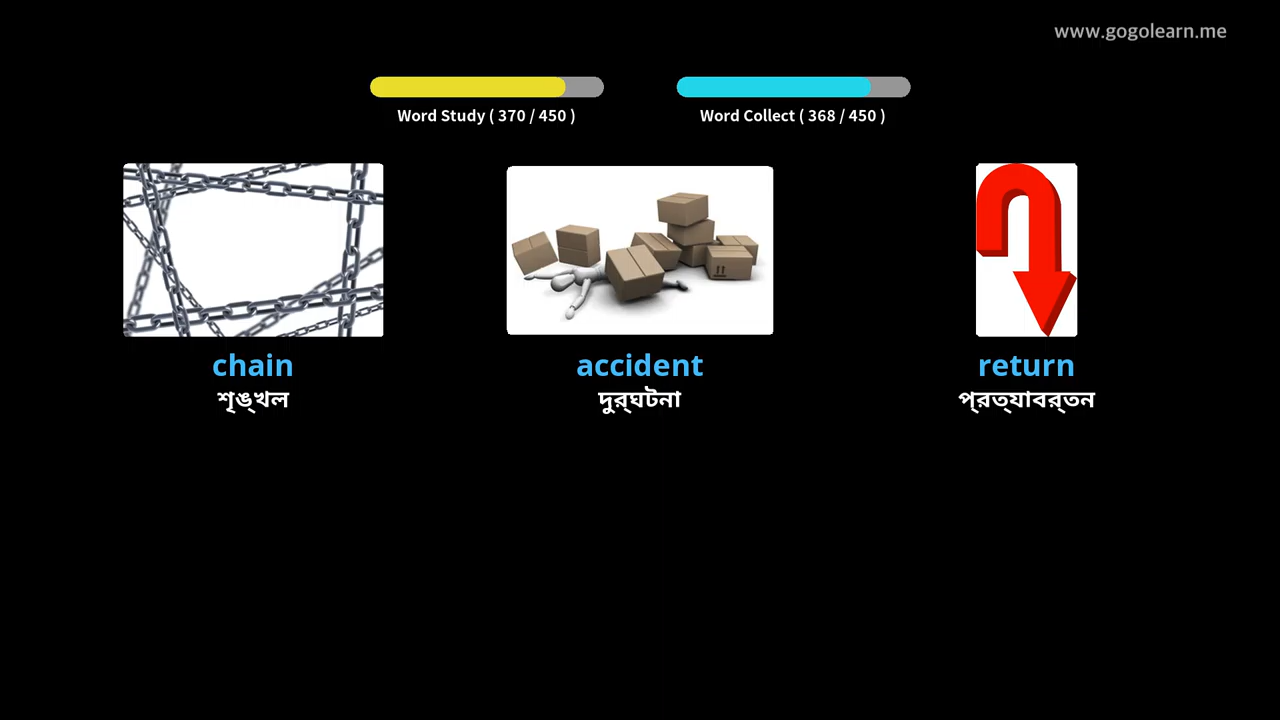 www.gogolearn.me
Word Study ( 370 / 450 )
Word Collect ( 368 / 450 )
chain
accident
return
শৃঙ্খল
দুর্ঘটনা
প্রত্যাবর্তন